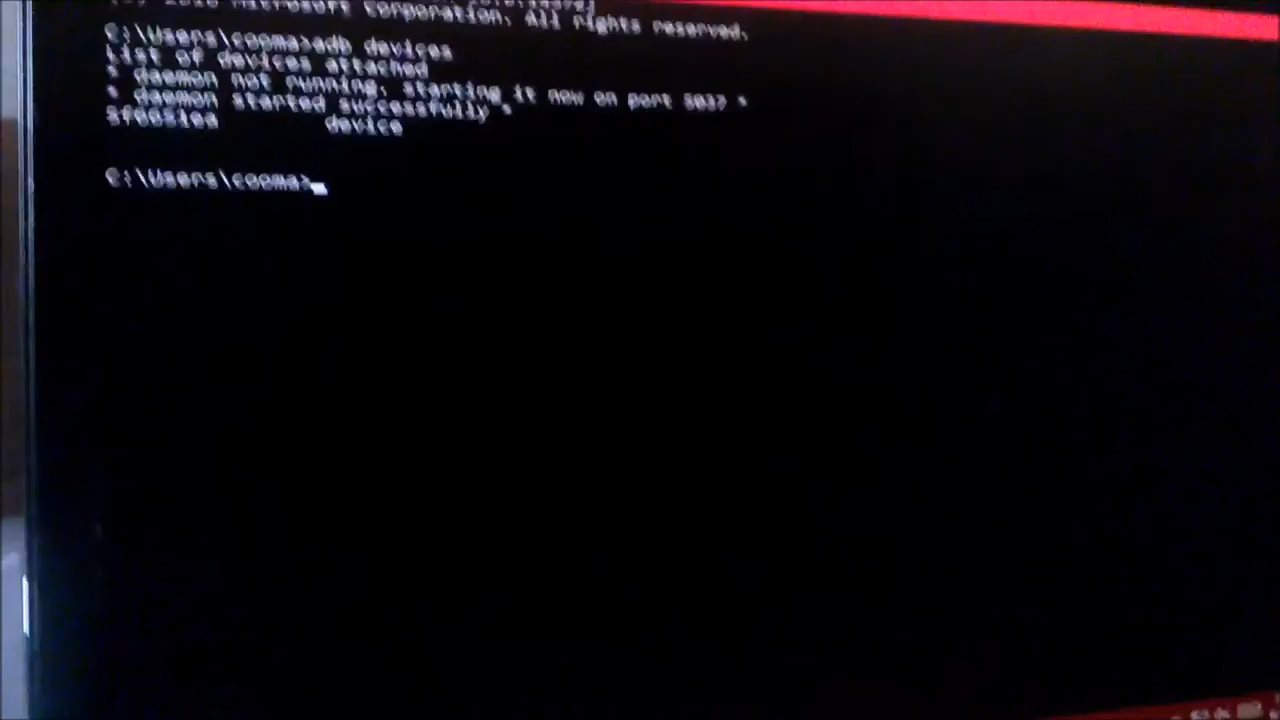 (c) 2016 Microsoft Corporation. All rights reserved.
C:\Users\cooma>adb devices
List of devices attached
* daemon not running. starting it now on port 5037 *
* daemon started successfully *
device
C:\Users\cooma>